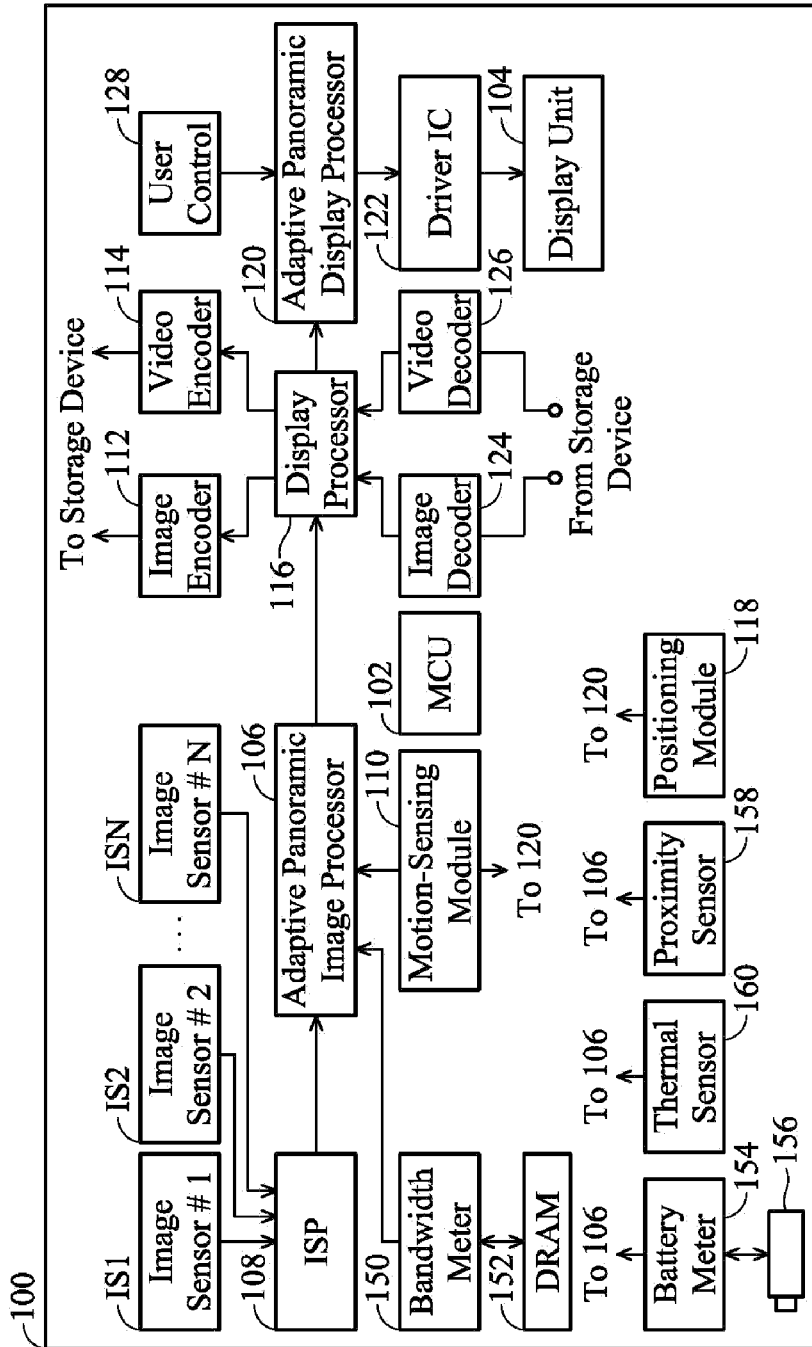 100
IS1
Image
Sensor # 1
IS2
Image
Sensor # 2
....
ISN
Image
Sensor # N
To Storage Device
112
Image
Encoder
114
Video
Encoder
128
User
Control
108
ISP
106
Adaptive Panoramic
Image Processor
116
Display
Processor
120
Adaptive Panoramic
Display Processor
150
Bandwidth
Meter
110
Motion-Sensing
Module
To 120
102
MCU
Image
Decoder
124
Video
Decoder
126
122
Driver IC
152
DRAM
From Storage
Device
104
Display Unit
To 106
Battery
Meter
154
156
To 106
Thermal
Sensor
160
To 106
Proximity
Sensor
158
To 120
Positioning
Module
118